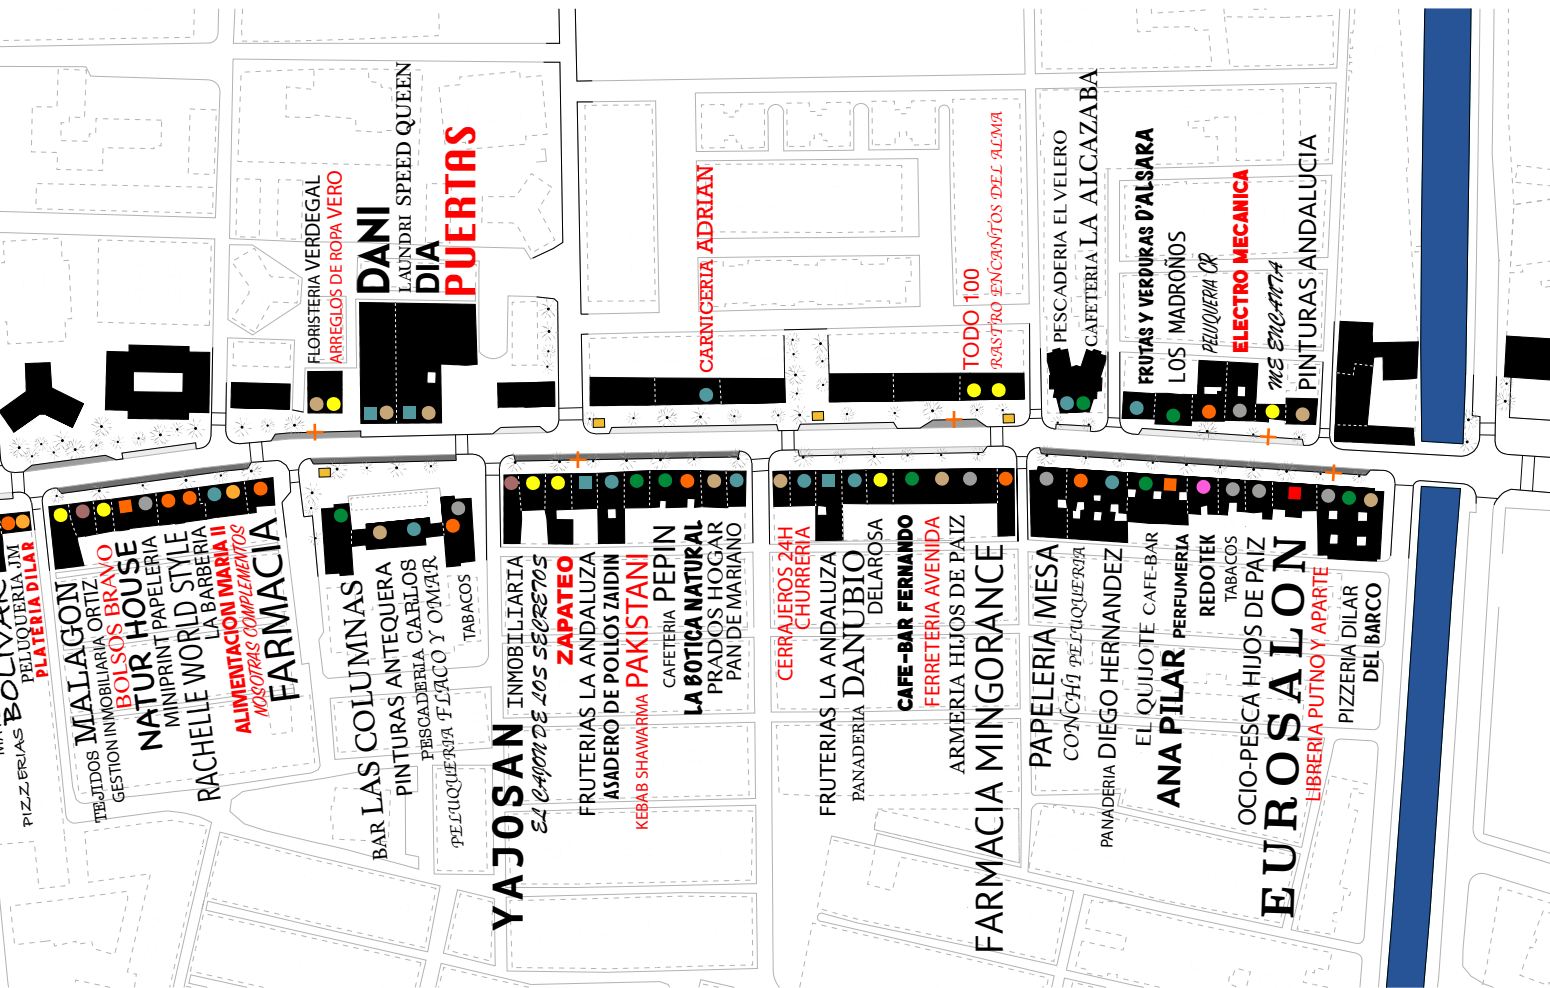 FLORISTERIA VERDEGAL
ARREGLOS DE ROPA VERO
DANI
LAUNDRI SPEED QUEEN
DIA
PUERTAS
CARNICERIA ADRIAN
TODO 100
RASTRO ENCANTOS DEL ALMA
PESCADERIA EL VELERO
CAFETERIA LA ALCAZABA
FRUTAS Y VERDURAS D'ALSARA
LOS MADROÑOS
PELUQUERIA CR
ELECTRO MECANICA
ME ENCANTA
PINTURAS ANDALUCIA
PIZZERIAS BOLIVAR
PELUQUERIA JM
PLATERIA DILAR
TEJIDOS MALAGON
GESTION INMOBILIARIA ORTIZ
BOLSOS BRAVO
NATUR HOUSE
MINIPRINT PAPELERIA
RACHELLE WORLD STYLE
LA BARBERIA
ALIMENTACION MARIA II
NOSOTRAS COMPLEMENTOS
FARMACIA
BAR LAS COLUMNAS
PINTURAS ANTEQUERA
PESCADERIA CARLOS
PELUQUERIA FLACO Y OMAR
TABACOS
YAJOSAN
INMOBILIARIA
EL CAJON DE LOS SECRETOS
ZAPATEO
FRUTERIAS LA ANDALUZA
ASADERO DE POLLOS ZAIDIN
KEBAB SHAWARMA PAKISTANI
CAFETERIA PEPIN
LA BOTICA NATURAL
PRADOS HOGAR
PAN DE MARIANO
CERRAJEROS 24H
CHURRERIA
FRUTERIAS LA ANDALUZA
PANADERIA DANUBIO
DELAROSA
CAFE-BAR FERNANDO
FERRETERIA AVENIDA
ARMERIA HIJOS DE PAIZ
FARMACIA MINGORANCE
PAPELERIA MESA
CONCHI PELUQUERIA
PANADERIA DIEGO HERNANDEZ
EL QUIJOTE CAFE-BAR
ANA PILAR PERFUMERIA
REDOTEK
TABACOS
OCIO-PESCA HIJOS DE PAIZ
EUROSALON
LIBRERIA PUTNO Y APARTE
PIZZERIA DILAR
DEL BARCO